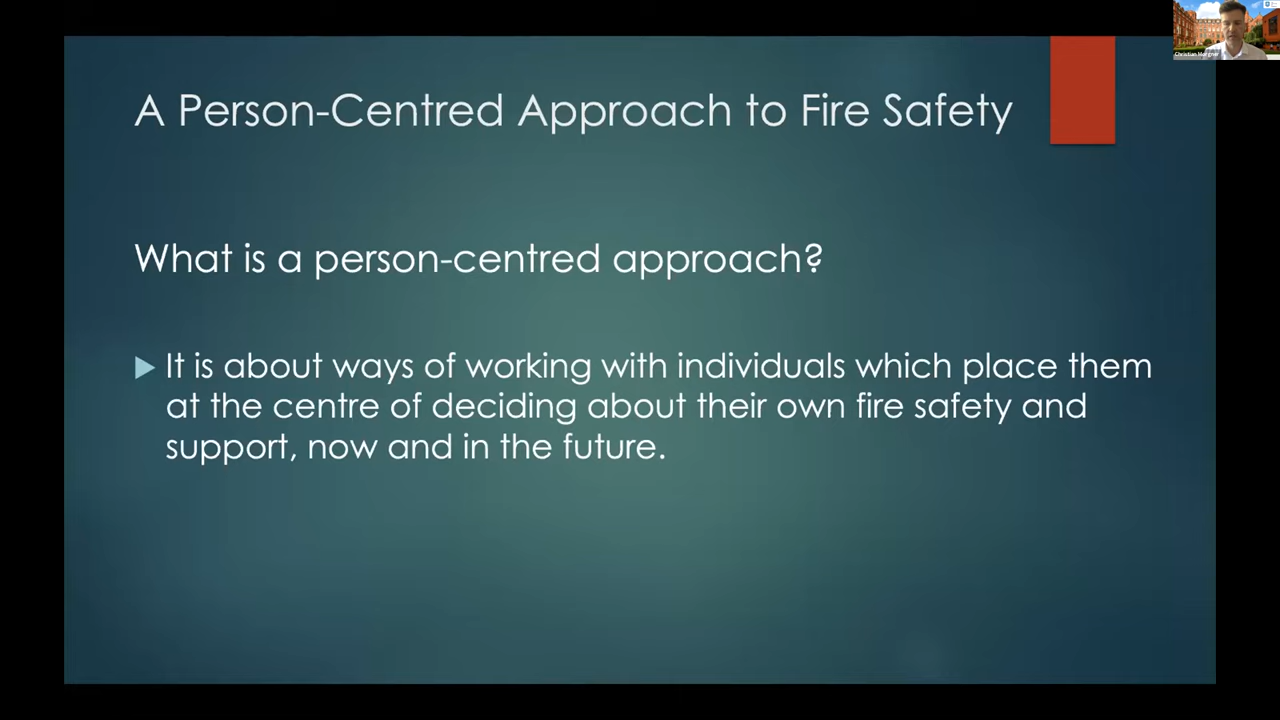 A Person-Centred Approach to Fire Safety
What is a person-centred approach?
It is about ways of working with individuals which place them
at the centre of deciding about their own fire safety and
support, now and in the future.
Christian